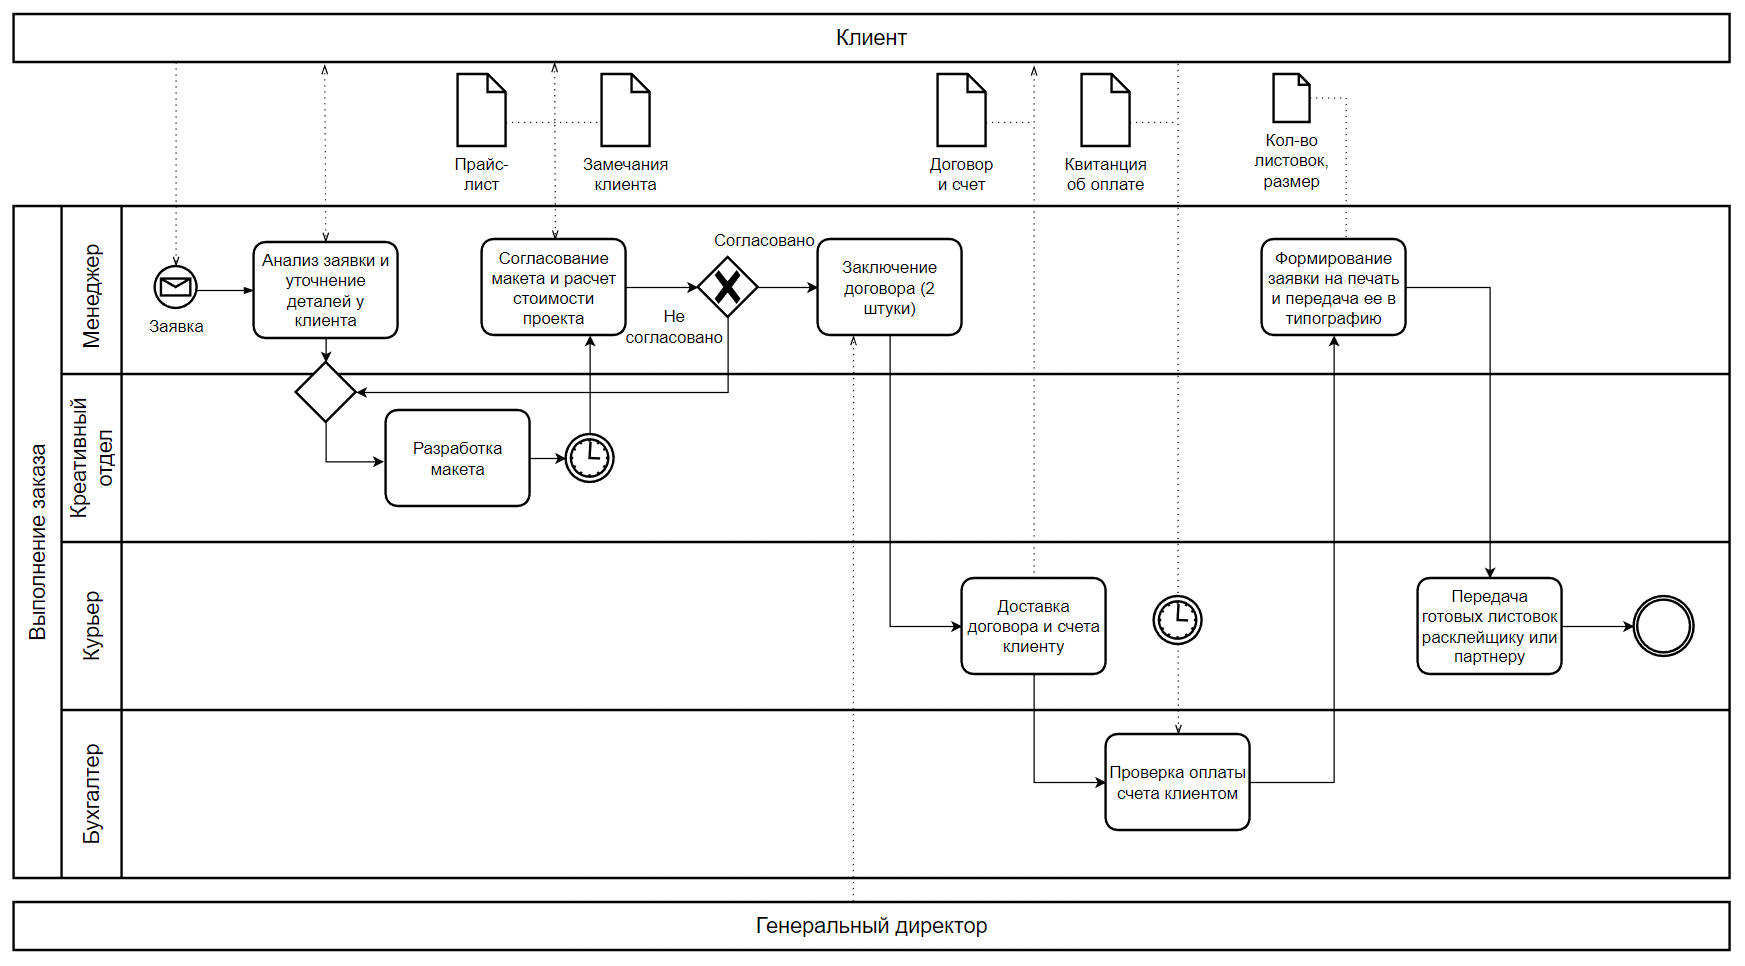 Клиент
Прайс-
лист
Замечания
клиента
Договор
и счет
Квитанция
об оплате
Кол-во
листовок,
размер
Выполнение заказа
Менеджер
Заявка
Анализ заявки и
уточнение
деталей у
клиента
Согласование
макета и расчет
стоимости
проекта
Согласовано
Не
согласовано
Заключение
договора (2
штуки)
Формирование
заявки на печать
и передача ее в
типографию
Креативный
отдел
Разработка
макета
Курьер
Доставка
договора и счета
клиенту
Передача
готовых листовок
расклейщику или
партнеру
Бухгалтер
Проверка оплаты
счета клиентом
Генеральный директор